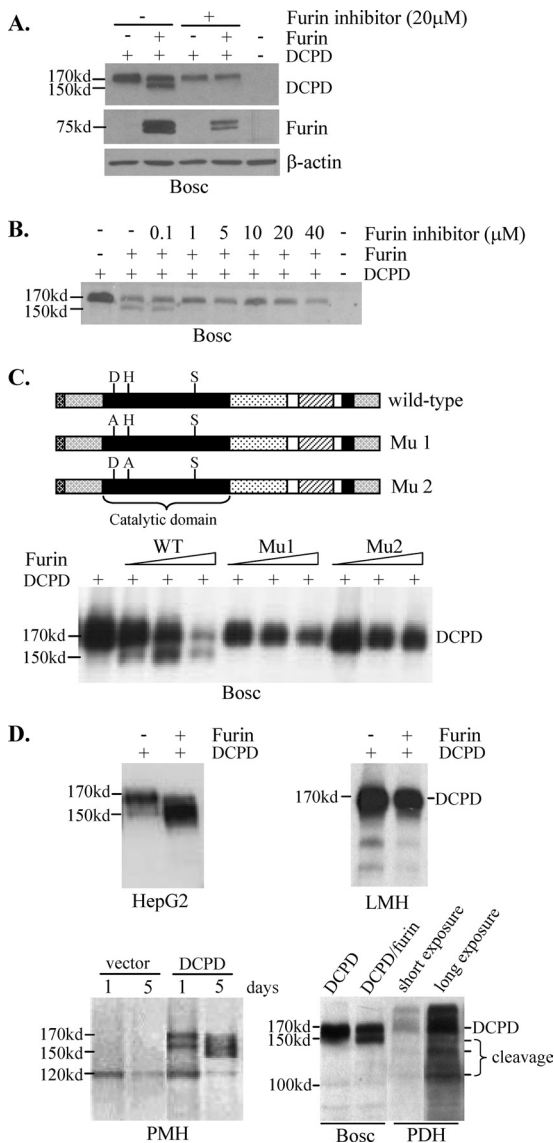 A.
- + Furin inhibitor (20μM)
- + - + Furin
+ + + + - DCPD
170kd
150kd
DCPD
75kd
Furin
β-actin
Bosc
B.
- - 0.1 1 5 10 20 40 - Furin inhibitor (μM)
- + + + + + + + - Furin
+ + + + + + + + - DCPD
170kd
150kd
Bosc
C.
D H S
wild-type
A H S
Mu 1
D A S
Mu 2
Catalytic domain
Furin WT Mu1 Mu2
DCPD + + + + + + + + + +
170kd
150kd
DCPD
Bosc
D.
- + Furin
+ + DCPD
170kd
150kd
HepG2
- + Furin
+ + DCPD
170kd
DCPD
LMH
vector DCPD
1 5 1 5 days
170kd
150kd
120kd
PMH
DCPD DCPD/furin short exposure long exposure
170kd
150kd
100kd
DCPD
cleavage
Bosc PDH